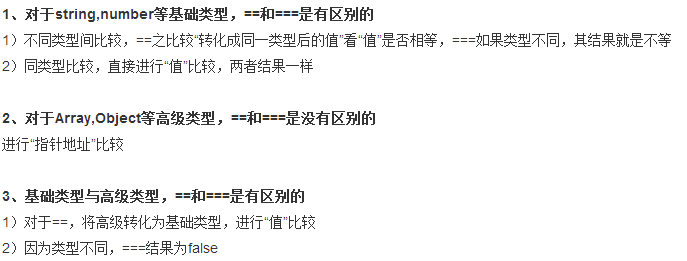 1、对于string,number等基础类型，==和===是有区别的
1）不同类型间比较，==之比较“转化成同一类型后的值”看“值”是否相等，===如果类型不同，其结果就是不等
2）同类型比较，直接进行“值”比较，两者结果一样
2、对于Array,Object等高级类型，==和===是没有区别的
进行“指针地址”比较
3、基础类型与高级类型，==和===是有区别的
1）对于==，将高级转化为基础类型，进行“值”比较
2）因为类型不同，===结果为false